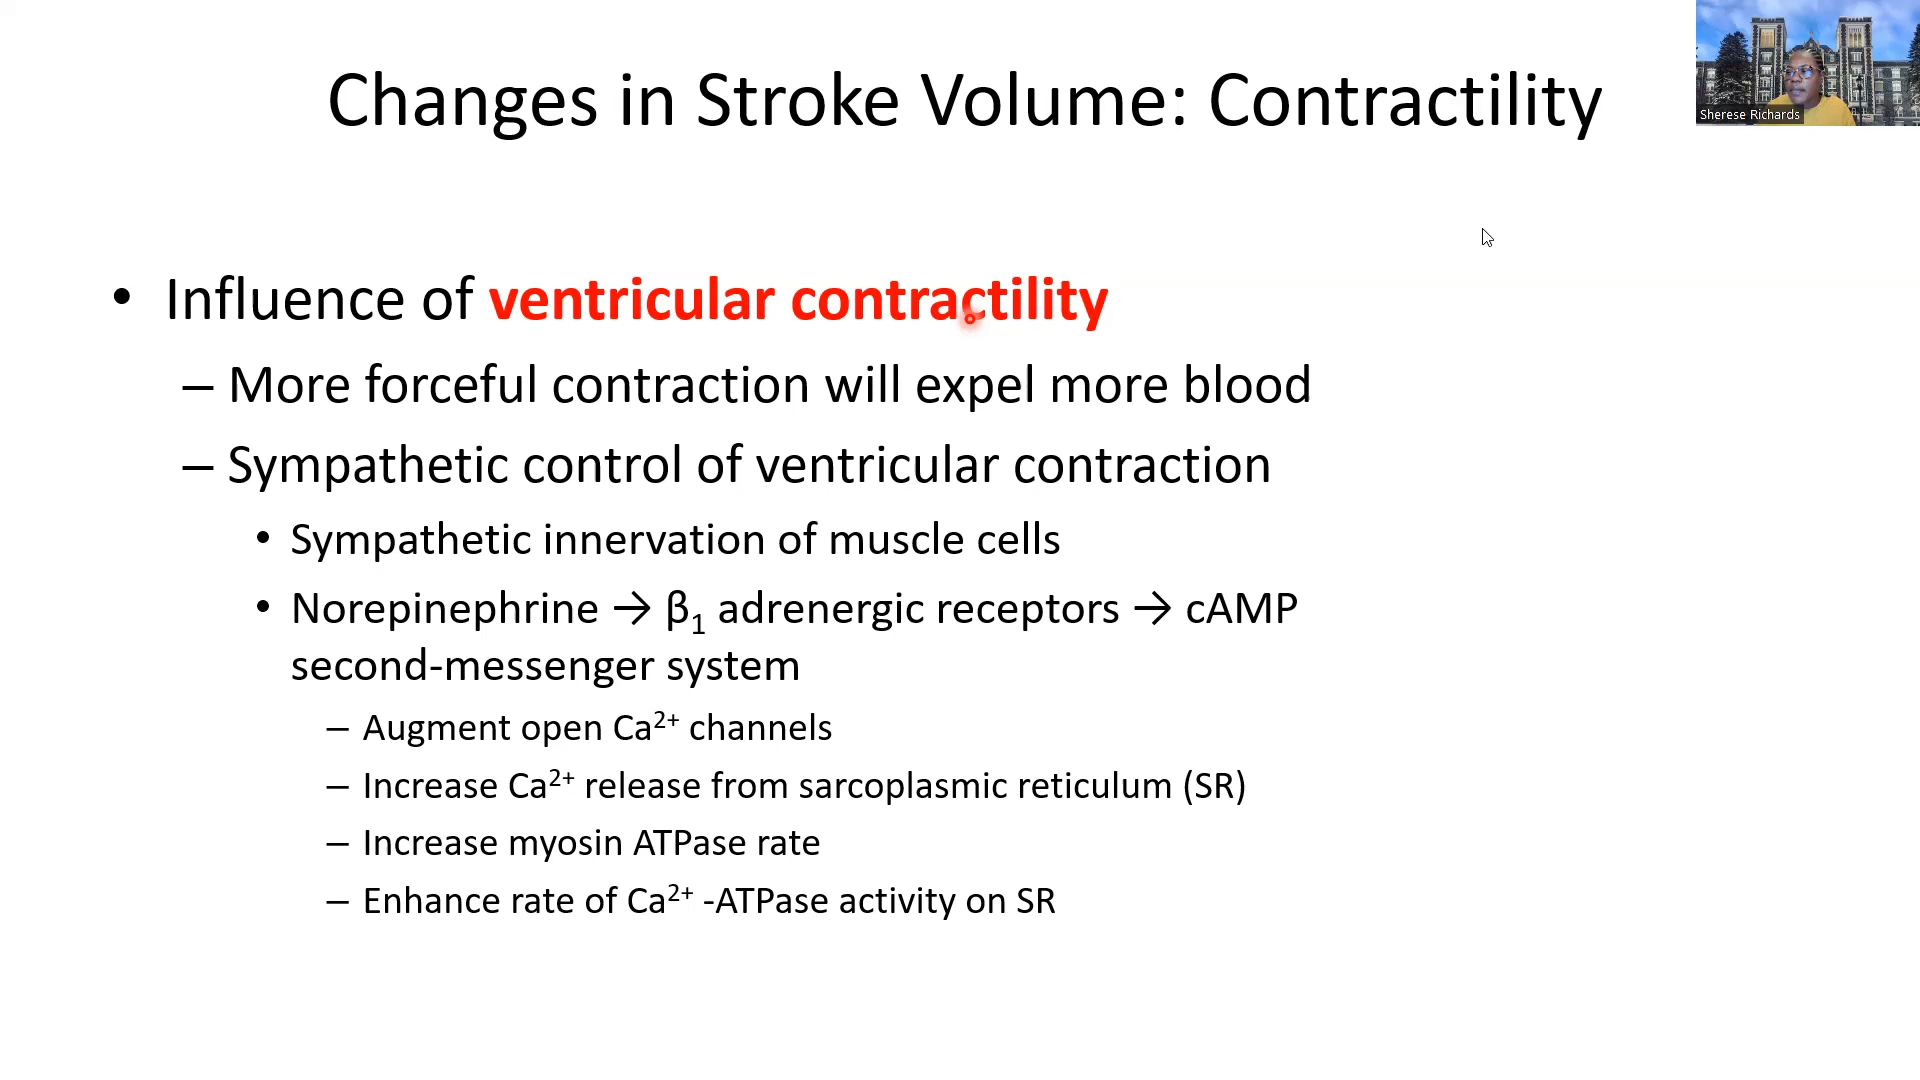 Changes in Stroke Volume: Contractility
Sherese Richards
• Influence of ventricular contractility
– More forceful contraction will expel more blood
– Sympathetic control of ventricular contraction
• Sympathetic innervation of muscle cells
• Norepinephrine → β₁ adrenergic receptors → cAMP
second-messenger system
– Augment open Ca²⁺ channels
– Increase Ca²⁺ release from sarcoplasmic reticulum (SR)
– Increase myosin ATPase rate
– Enhance rate of Ca²⁺ -ATPase activity on SR